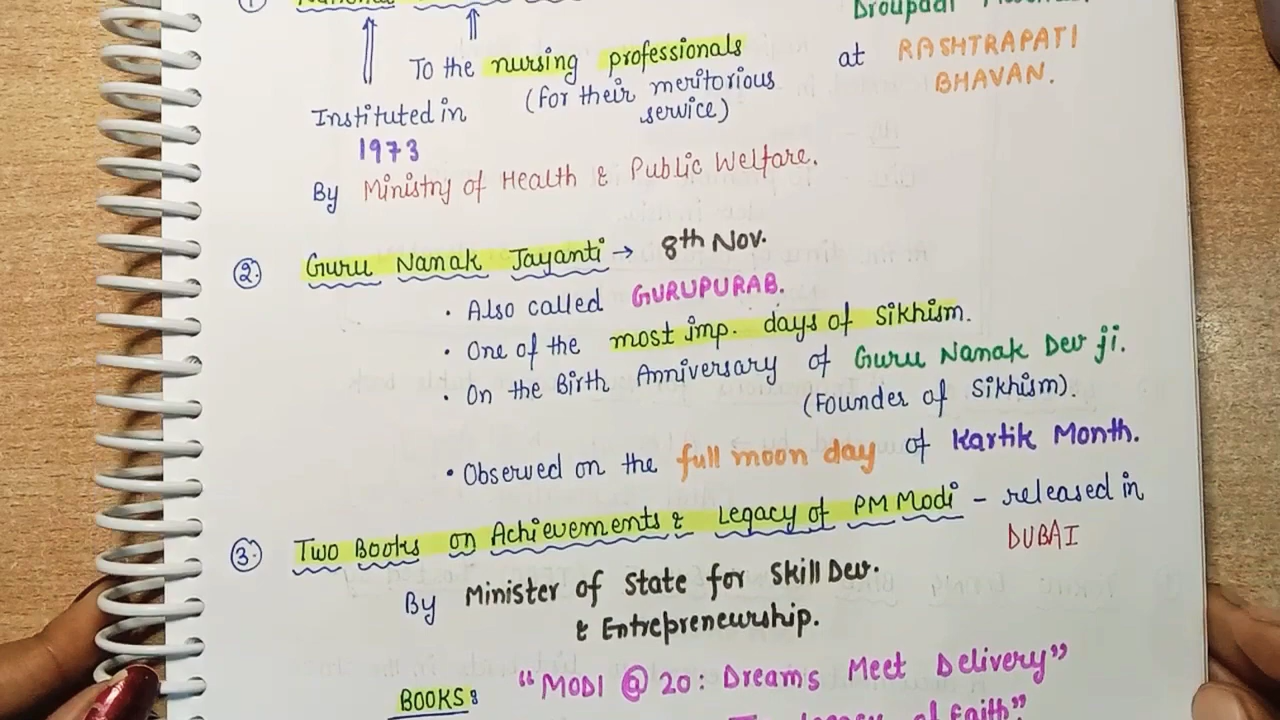 ①
Droupadi
To the nursing professionals
(for their meritorious service)
at RASHTRAPATI BHAVAN.
Instituted in
1973
By Ministry of Health & Public Welfare.
②. Guru Nanak Jayanti → 8th Nov.
• Also called GURUPURAB.
• One of the most imp. days of Sikhism.
• On the Birth Anniversary of Guru Nanak Dev ji.
(Founder of Sikhism).
• Observed on the full moon day of Kartik Month.
③. Two Books on Achievements & Legacy of PM Modi - released in
DUBAI
By Minister of State for Skill Dev.
& Entrepreneurship.
BOOKS: "MODI @ 20: Dreams Meet Delivery"
of Faith"